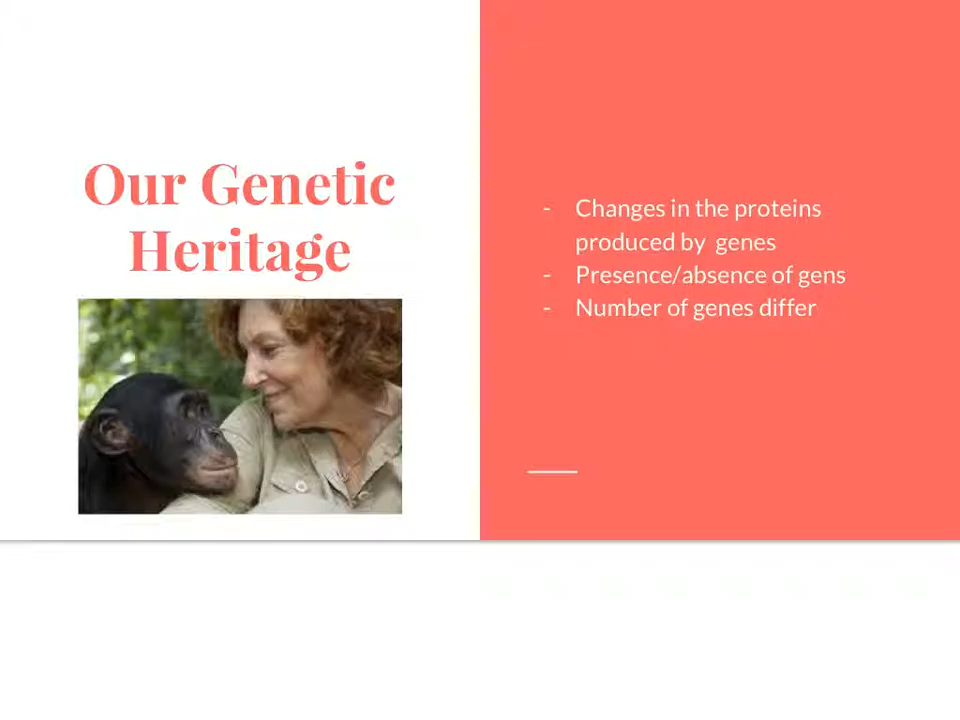 Our Genetic
Heritage
- Changes in the proteins
produced by genes
- Presence/absence of gens
- Number of genes differ